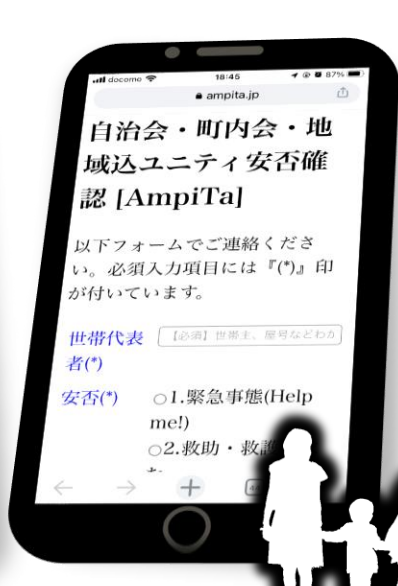 docomo 18:45 87%
ampita.jp
自治会・町内会・地
域込ユニティ安否確
認 [AmpiTa]
以下フォームでご連絡くださ
い。必須入力項目には『(*)』印
が付いています。
世帯代表 【必須】世帯主、屋号などわか
者(*)
安否(*) ○1.緊急事態(Help
me!)
○2.救助・救護